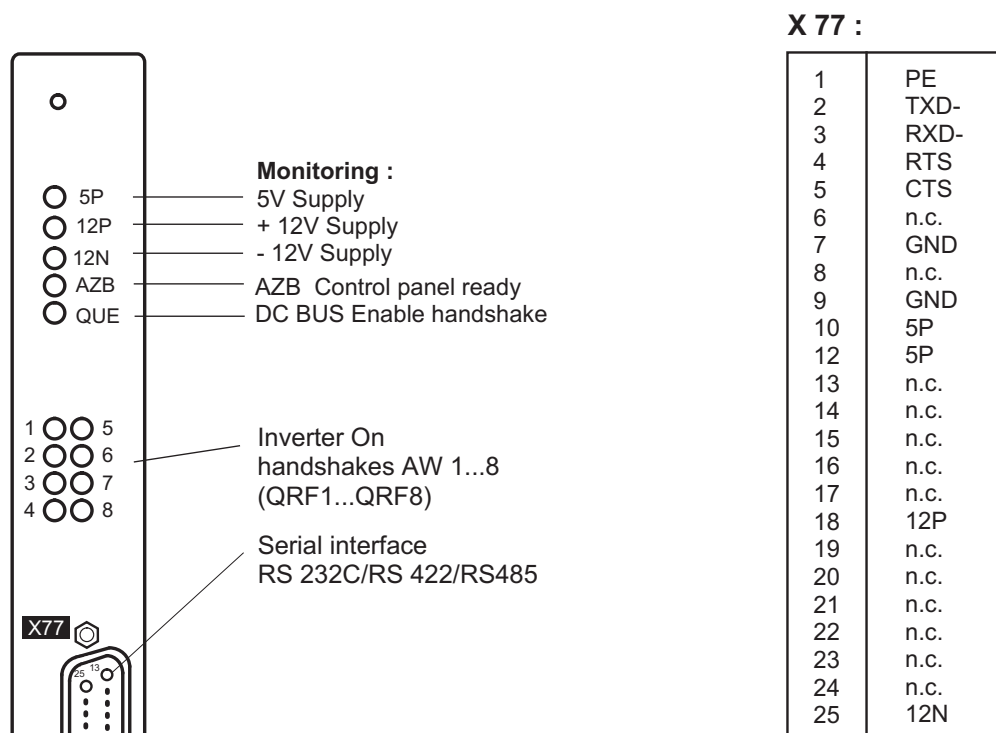 X 77 :
Monitoring :
5P 5V Supply
12P + 12V Supply
12N - 12V Supply
AZB AZB Control panel ready
QUE DC BUS Enable handshake
1 5
2 6
3 7
4 8
Inverter On
handshakes AW 1...8
(QRF1...QRF8)
Serial interface
RS 232C/RS 422/RS485
X77
25 13
1 PE
2 TXD-
3 RXD-
4 RTS
5 CTS
6 n.c.
7 GND
8 n.c.
9 GND
10 5P
12 5P
13 n.c.
14 n.c.
15 n.c.
16 n.c.
17 n.c.
18 12P
19 n.c.
20 n.c.
21 n.c.
22 n.c.
23 n.c.
24 n.c.
25 12N